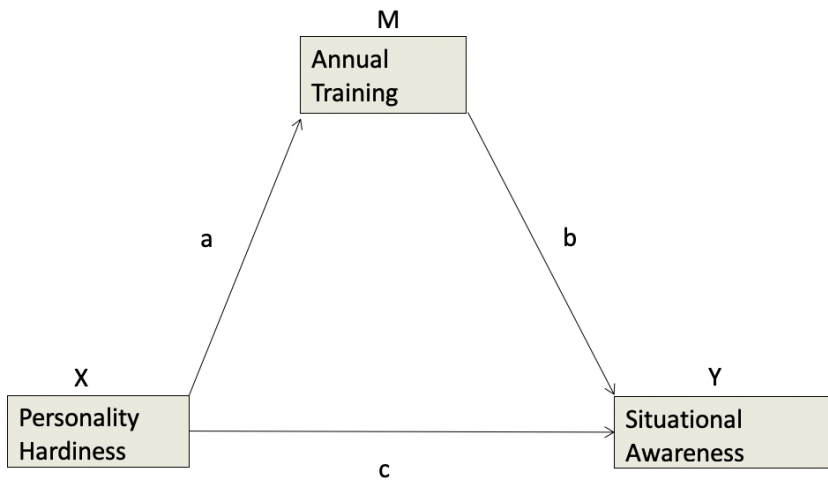 M
Annual
Training
a
b
X
Y
Personality
Hardiness
Situational
Awareness
c